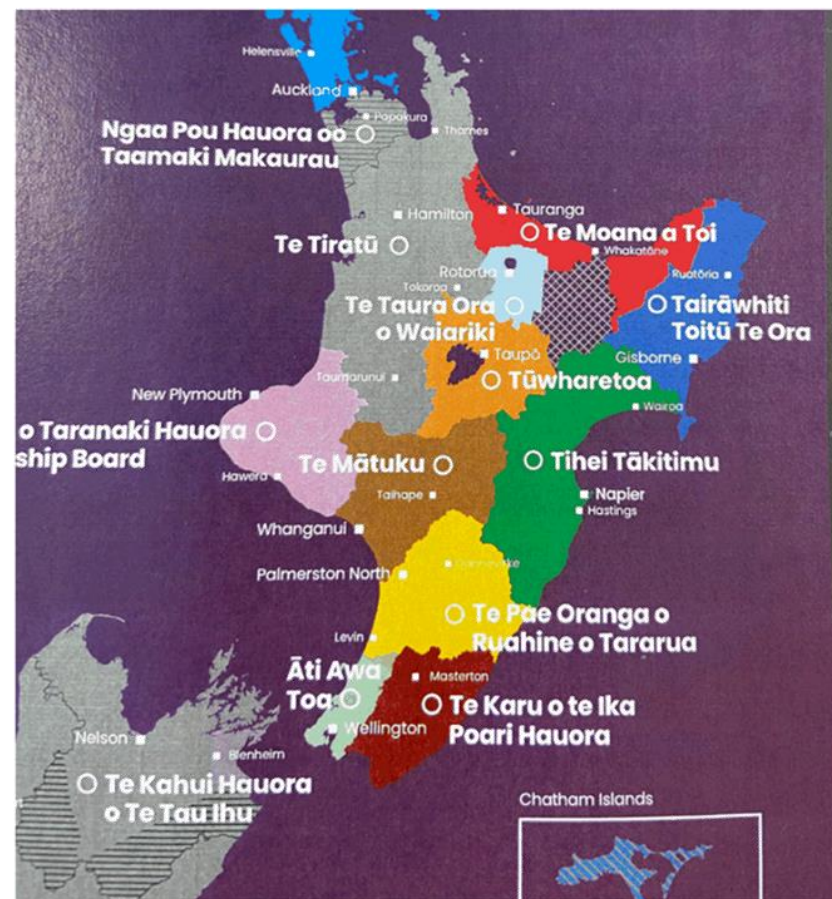 Helensville
Auckland
Papakura
Ngaa Pou Hauora oo
Taamaki Makaurau
Thames
Hamilton
Tauranga
Te Tiratū
Te Moana a Toi
Whakatāne
Rotorua
Ruatōria
Tokoroa
Te Taura Ora
o Waiariki
Tairāwhiti
Toitū Te Ora
Taupō
Gisborne
Taumarunui
Tūwharetoa
New Plymouth
Wairoa
o Taranaki Hauora
ship Board
Te Mātuku
Tihei Tākitimu
Hawera
Taihape
Napier
Hastings
Whanganui
Dannevirke
Palmerston North
Te Pae Oranga o
Ruahine o Tararua
Levin
Āti Awa
Toa
Masterton
Te Karu o te Ika
Poari Hauora
Wellington
Nelson
Blenheim
Te Kahui Hauora
o Te Tau Ihu
Chatham Islands